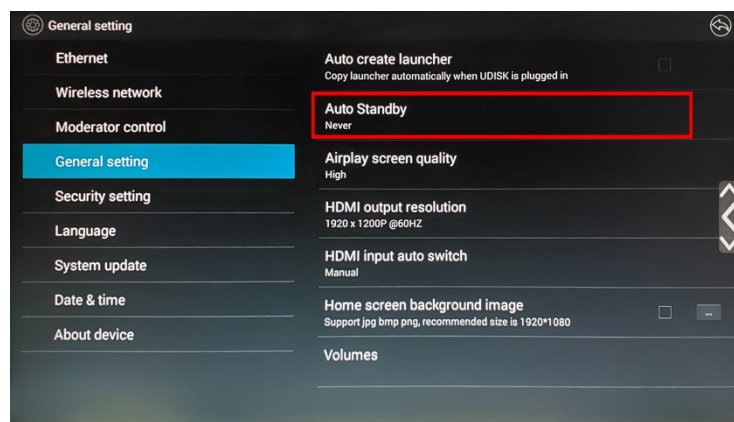 General setting
Ethernet
Wireless network
Moderator control
General setting
Security setting
Language
System update
Date & time
About device
Auto create launcher
Copy launcher automatically when UDISK is plugged in
Auto Standby
Never
Airplay screen quality
High
HDMI output resolution
1920 x 1200P @60HZ
HDMI input auto switch
Manual
Home screen background image
Support jpg bmp png, recommended size is 1920*1080
...
Volumes